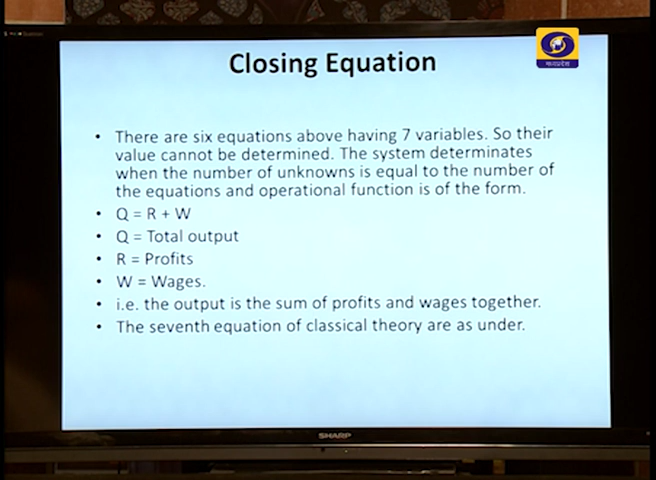 Closing Equation
मध्यप्रदेश
• There are six equations above having 7 variables. So their
value cannot be determined. The system determinates
when the number of unknowns is equal to the number of
the equations and operational function is of the form.
• Q = R + W
• Q = Total output
• R = Profits
• W = Wages.
• i.e. the output is the sum of profits and wages together.
• The seventh equation of classical theory are as under.
SHARP